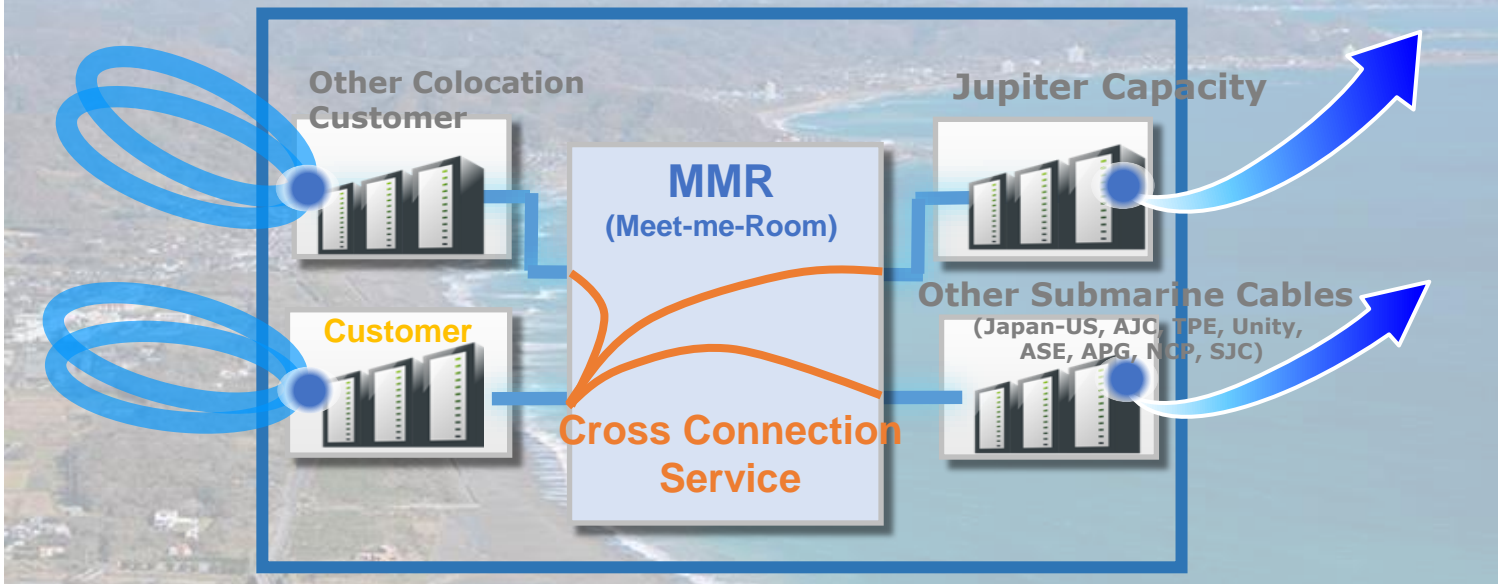 Other Colocation
Customer
Jupiter Capacity
MMR
(Meet-me-Room)
Customer
Other Submarine Cables
(Japan-US, AJC, TPE, Unity,
ASE, APG, NCP, SJC)
Cross Connection
Service